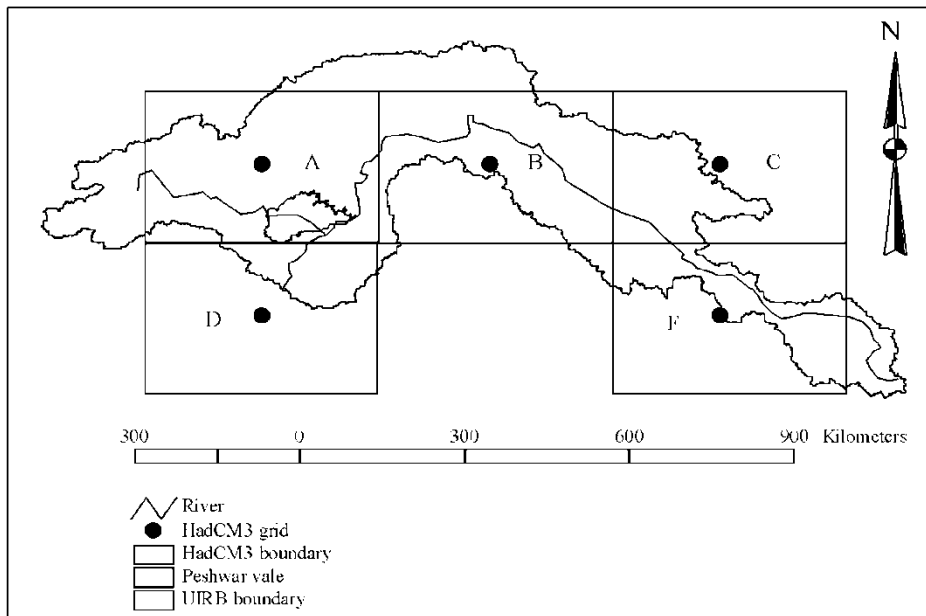 N
A
B
C
D
F
300 0 300 600 900 Kilometers
River
HadCM3 grid
HadCM3 boundary
Peshwar vale
UIRB boundary